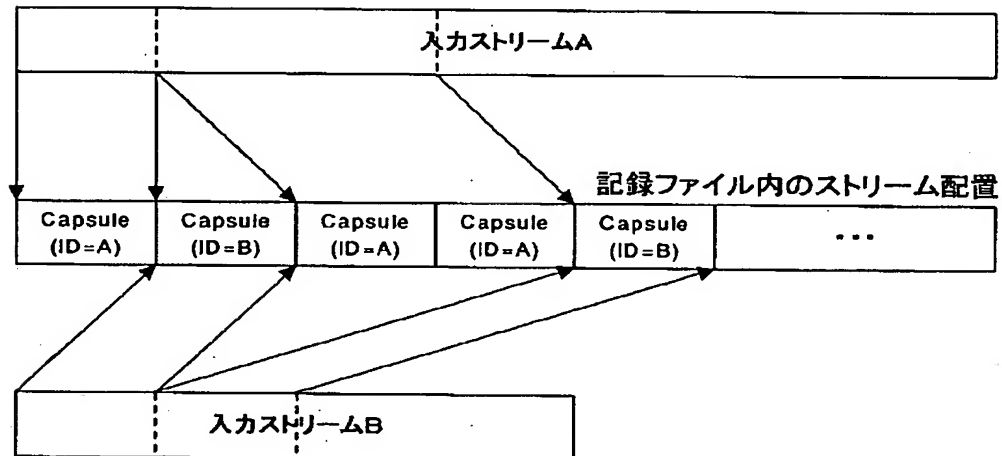 入力ストリームA
記録ファイル内のストリーム配置
Capsule
(ID=A)
Capsule
(ID=B)
Capsule
(ID=A)
Capsule
(ID=A)
Capsule
(ID=B)
・・・
入力ストリームB